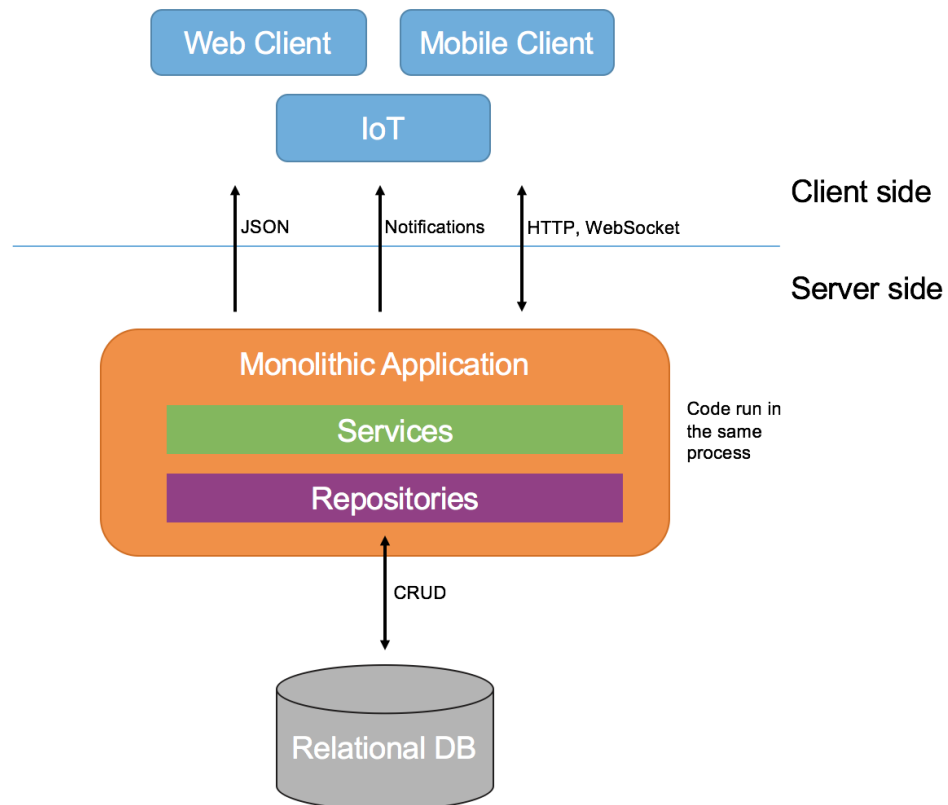 Web Client
Mobile Client
IoT
Client side
JSON
Notifications
HTTP, WebSocket
Server side
Monolithic Application
Services
Repositories
Code run in
the same
process
CRUD
Relational DB